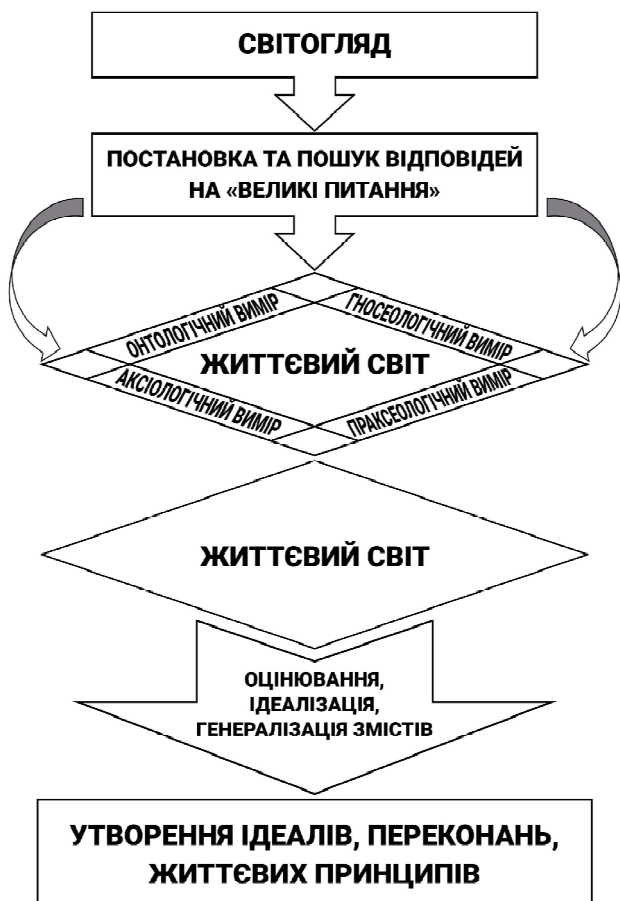 СВІТОГЛЯД
ПОСТАНОВКА ТА ПОШУК ВІДПОВІДЕЙ
НА «ВЕЛИКІ ПИТАННЯ»
ОНТОЛОГІЧНИЙ ВИМІР
ГНОСЕОЛОГІЧНИЙ ВИМІР
ЖИТТЄВИЙ СВІТ
АКСІОЛОГІЧНИЙ ВИМІР
ПРАКСЕОЛОГІЧНИЙ ВИМІР
ЖИТТЄВИЙ СВІТ
ОЦІНЮВАННЯ,
ІДЕАЛІЗАЦІЯ,
ГЕНЕРАЛІЗАЦІЯ ЗМІСТІВ
УТВОРЕННЯ ІДЕАЛІВ, ПЕРЕКОНАНЬ,
ЖИТТЄВИХ ПРИНЦИПІВ